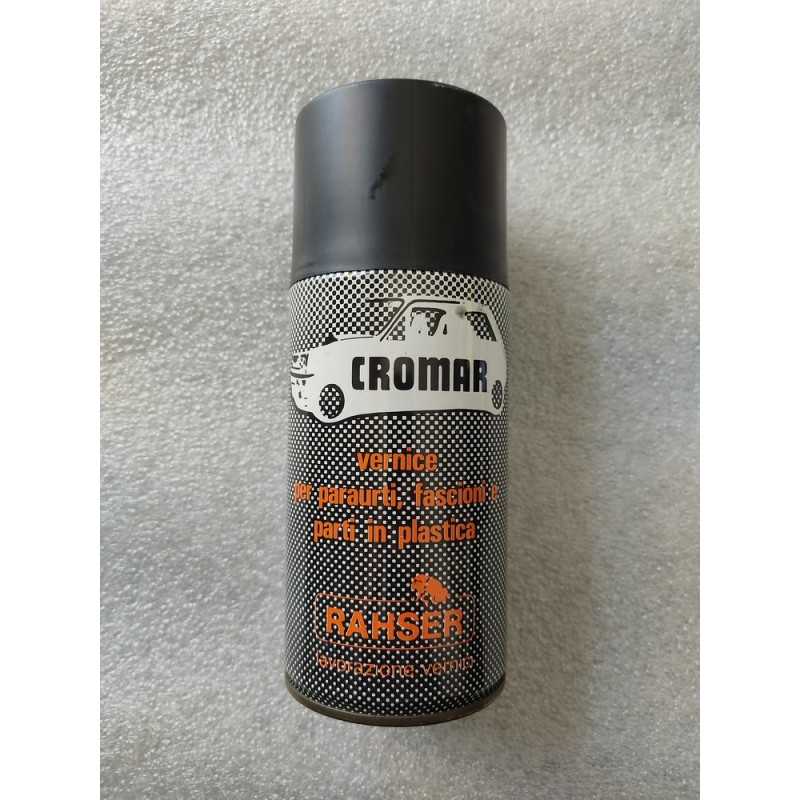 CROMAR
vernice
per paraurti, fascioni e
parti in plastica
RAHSER
lavorazione vernici